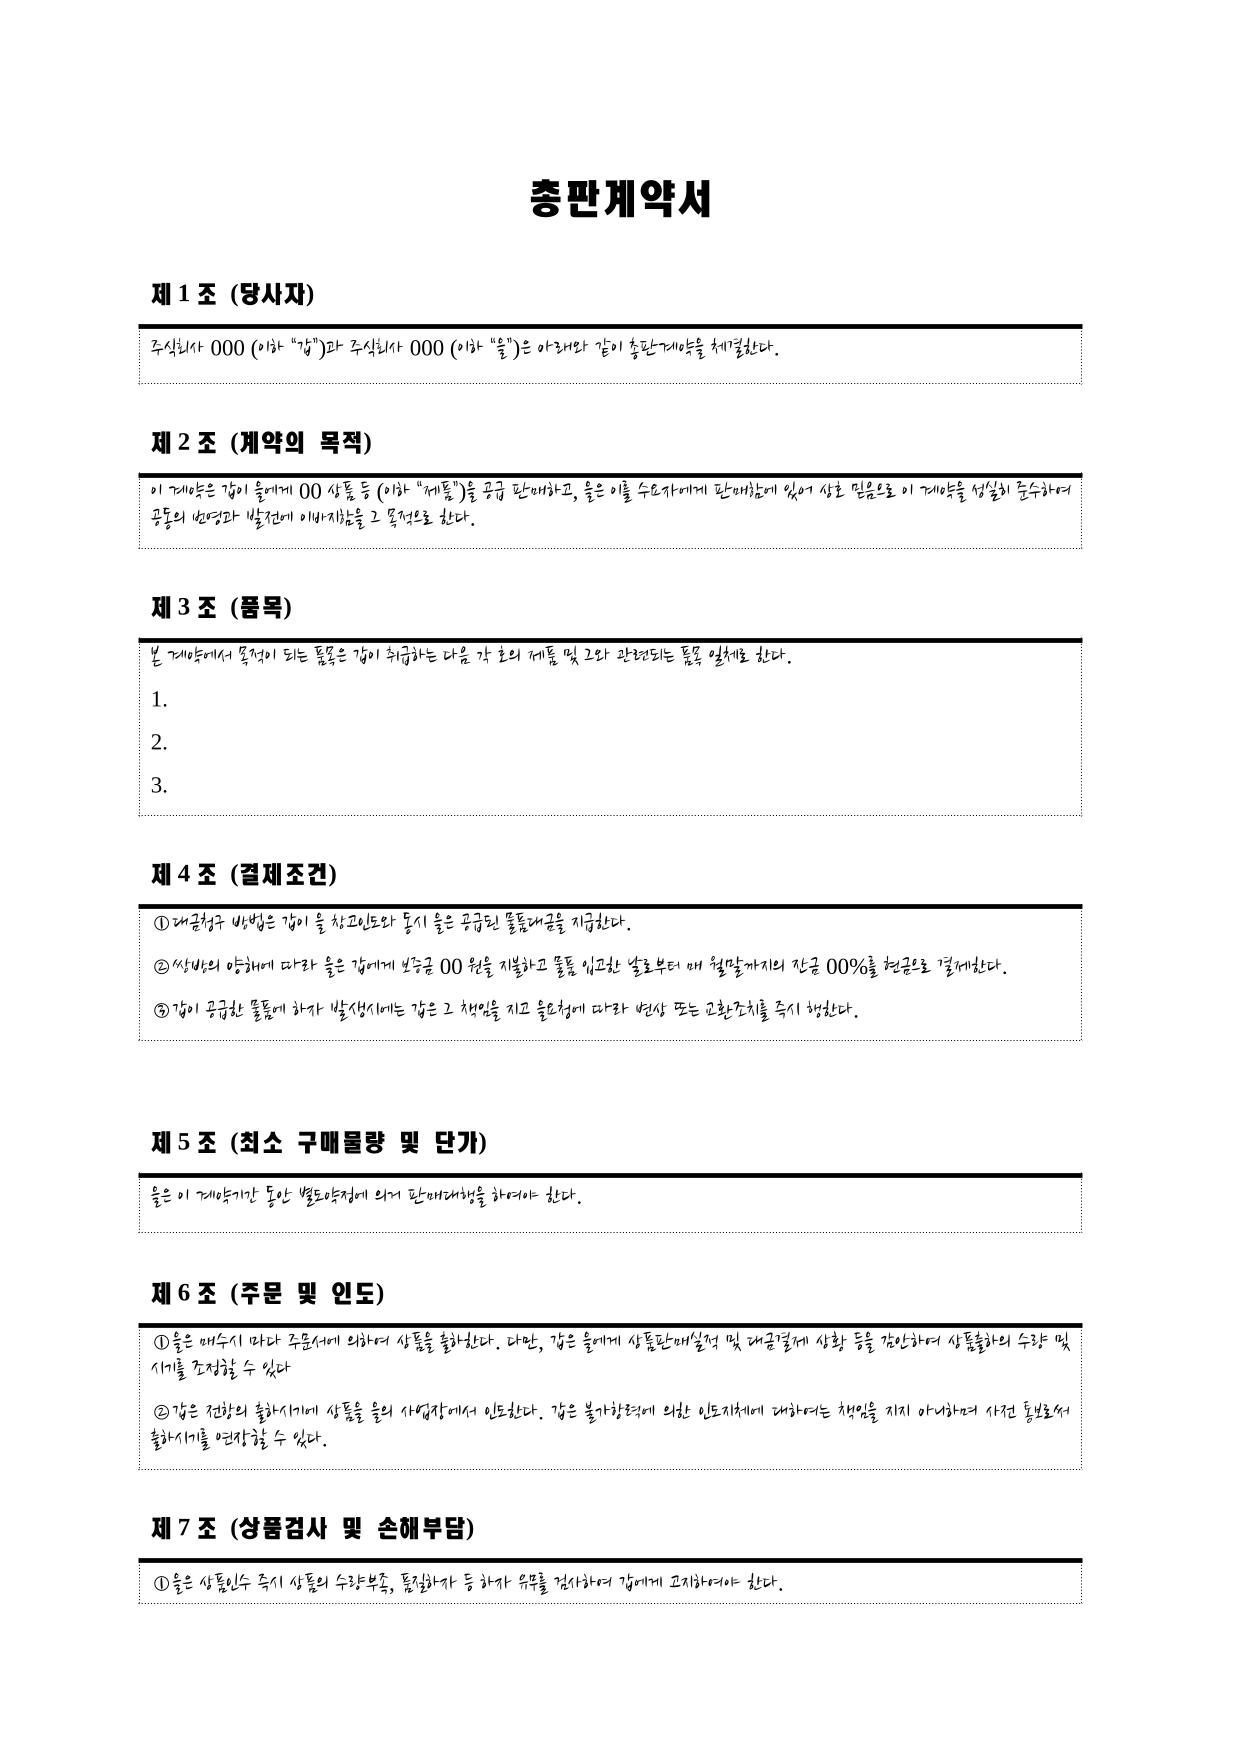 총판계약서
제 1 조 (당사자)
주식회사 000 (이하 “갑”)과 주식회사 000 (이하 “을”)은 아래와 같이 총판계약을 체결한다.
제 2 조 (계약의 목적)
이 계약은 갑이 을에게 00 상품 등 (이하 “제품”)을 공급 판매하고, 을은 이를 수요자에게 판매함에 있어 상호 믿음으로 이 계약을 성실히 준수하여
공동의 번영과 발전에 이바지함을 그 목적으로 한다.
제 3 조 (품목)
본 계약에서 목적이 되는 품목은 갑이 취급하는 다음 각 호의 제품 및 그와 관련되는 품목 일체로 한다.
1.
2.
3.
제 4 조 (결제조건)
①대금청구 방법은 갑이 을 창고인도와 동시 을은 공급된 물품대금을 지급한다.
②쌍방의 양해에 따라 을은 갑에게 보증금 00 원을 지불하고 물품 입고한 날로부터 매 월말까지의 잔금 00%를 현금으로 결제한다.
③갑이 공급한 물품에 하자 발생시에는 갑은 그 책임을 지고 을요청에 따라 변상 또는 교환조치를 즉시 행한다.
제 5 조 (최소 구매물량 및 단가)
을은 이 계약기간 동안 별도약정에 의거 판매대행을 하여야 한다.
제 6 조 (주문 및 인도)
①을은 매수시 마다 주문서에 의하여 상품을 출하한다. 다만, 갑은 을에게 상품판매실적 및 대금결제 상황 등을 감안하여 상품출하의 수량 및
시기를 조정할 수 있다
②갑은 전항의 출하시기에 상품을 을의 사업장에서 인도한다. 갑은 불가항력에 의한 인도지체에 대하여는 책임을 지지 아니하며 사전 통보로써
출하시기를 연장할 수 있다.
제 7 조 (상품검사 및 손해부담)
①을은 상품인수 즉시 상품의 수량부족, 품질하자 등 하자 유무를 검사하여 갑에게 고지하여야 한다.